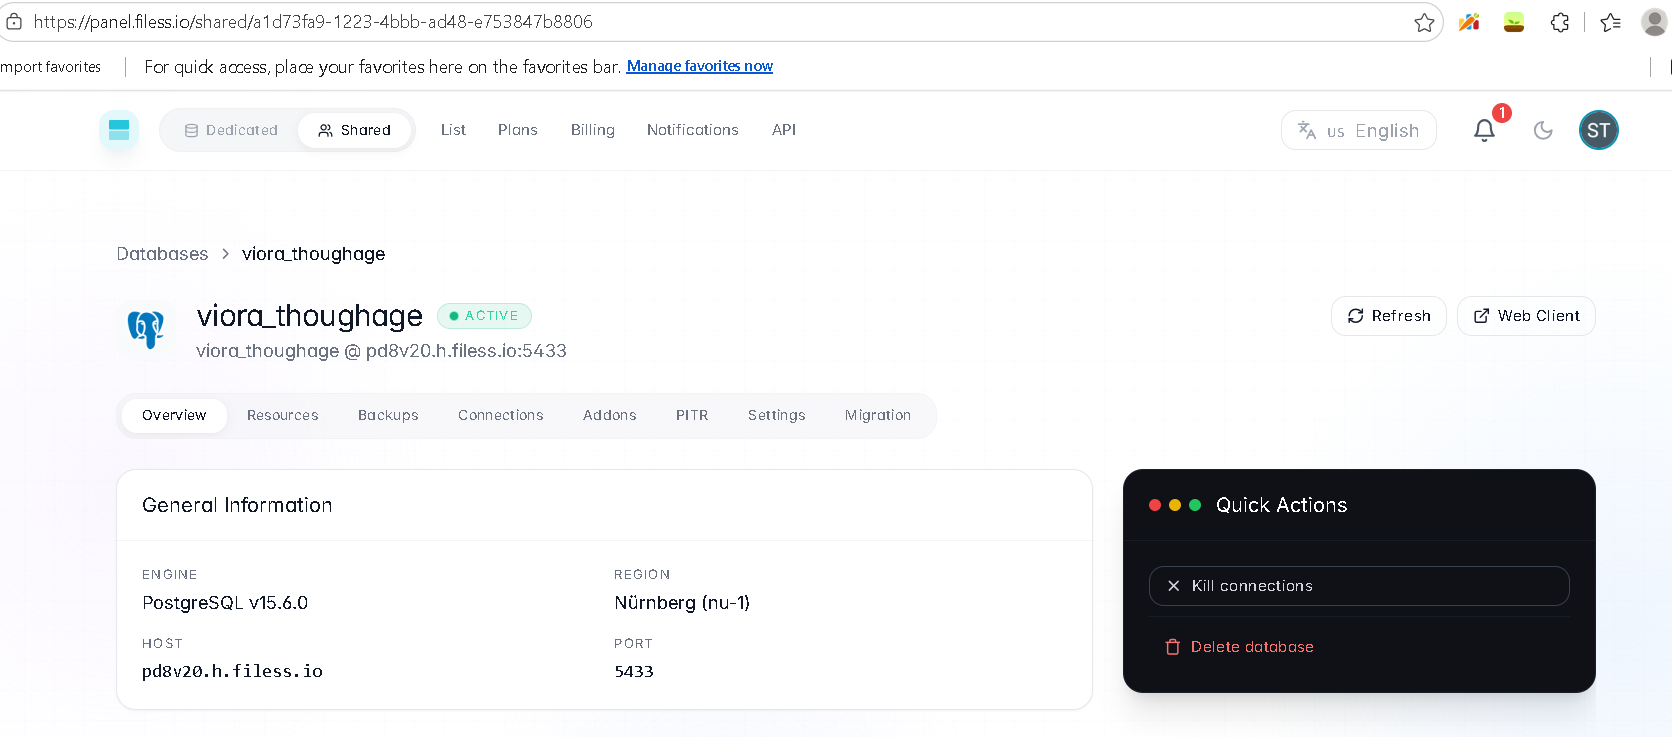 https://panel.filess.io/shared/a1d73fa9-1223-4bbb-ad48-e753847b8806
mport favorites
For quick access, place your favorites here on the favorites bar. Manage favorites now
Dedicated Shared List Plans Billing Notifications API us English 1 ST
Databases > viora_thoughage
viora_thoughage ACTIVE
viora_thoughage @ pd8v20.h.filess.io:5433
Refresh Web Client
Overview Resources Backups Connections Addons PITR Settings Migration
General Information
ENGINE REGION
PostgreSQL v15.6.0 Nürnberg (nu-1)
HOST PORT
pd8v20.h.filess.io 5433
Quick Actions
Kill connections
Delete database